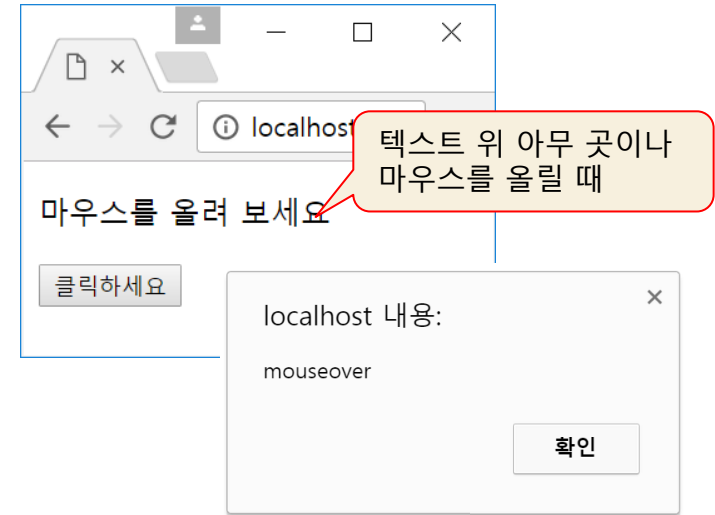 localhost
텍스트 위 아무 곳이나
마우스를 올릴 때
마우스를 올려 보세요
클릭하세요
localhost 내용:
mouseover
확인